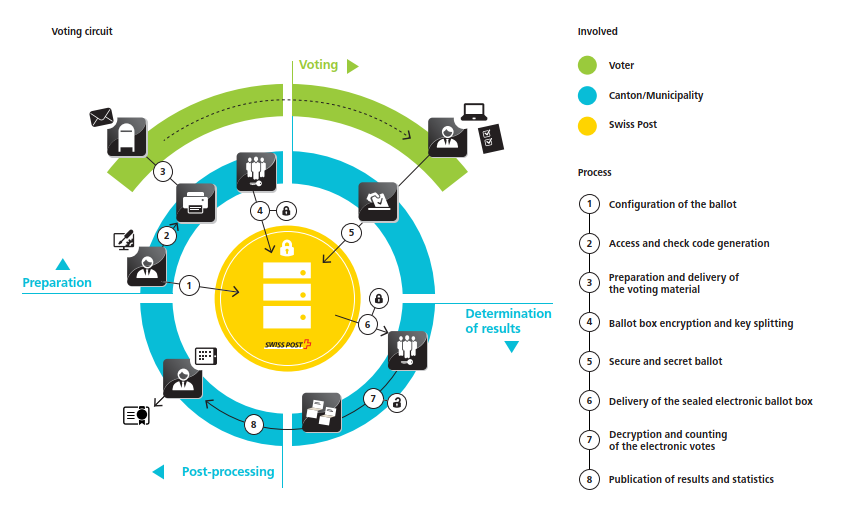 Voting circuit
Voting
3
4
2
5
1
Preparation
6
Determination
of results
SWISS POST
7
8
Post-processing
Involved
Voter
Canton/Municipality
Swiss Post
Process
1 Configuration of the ballot
2 Access and check code generation
3 Preparation and delivery of
the voting material
4 Ballot box encryption and key splitting
5 Secure and secret ballot
6 Delivery of the sealed electronic ballot box
7 Decryption and counting
of the electronic votes
8 Publication of results and statistics